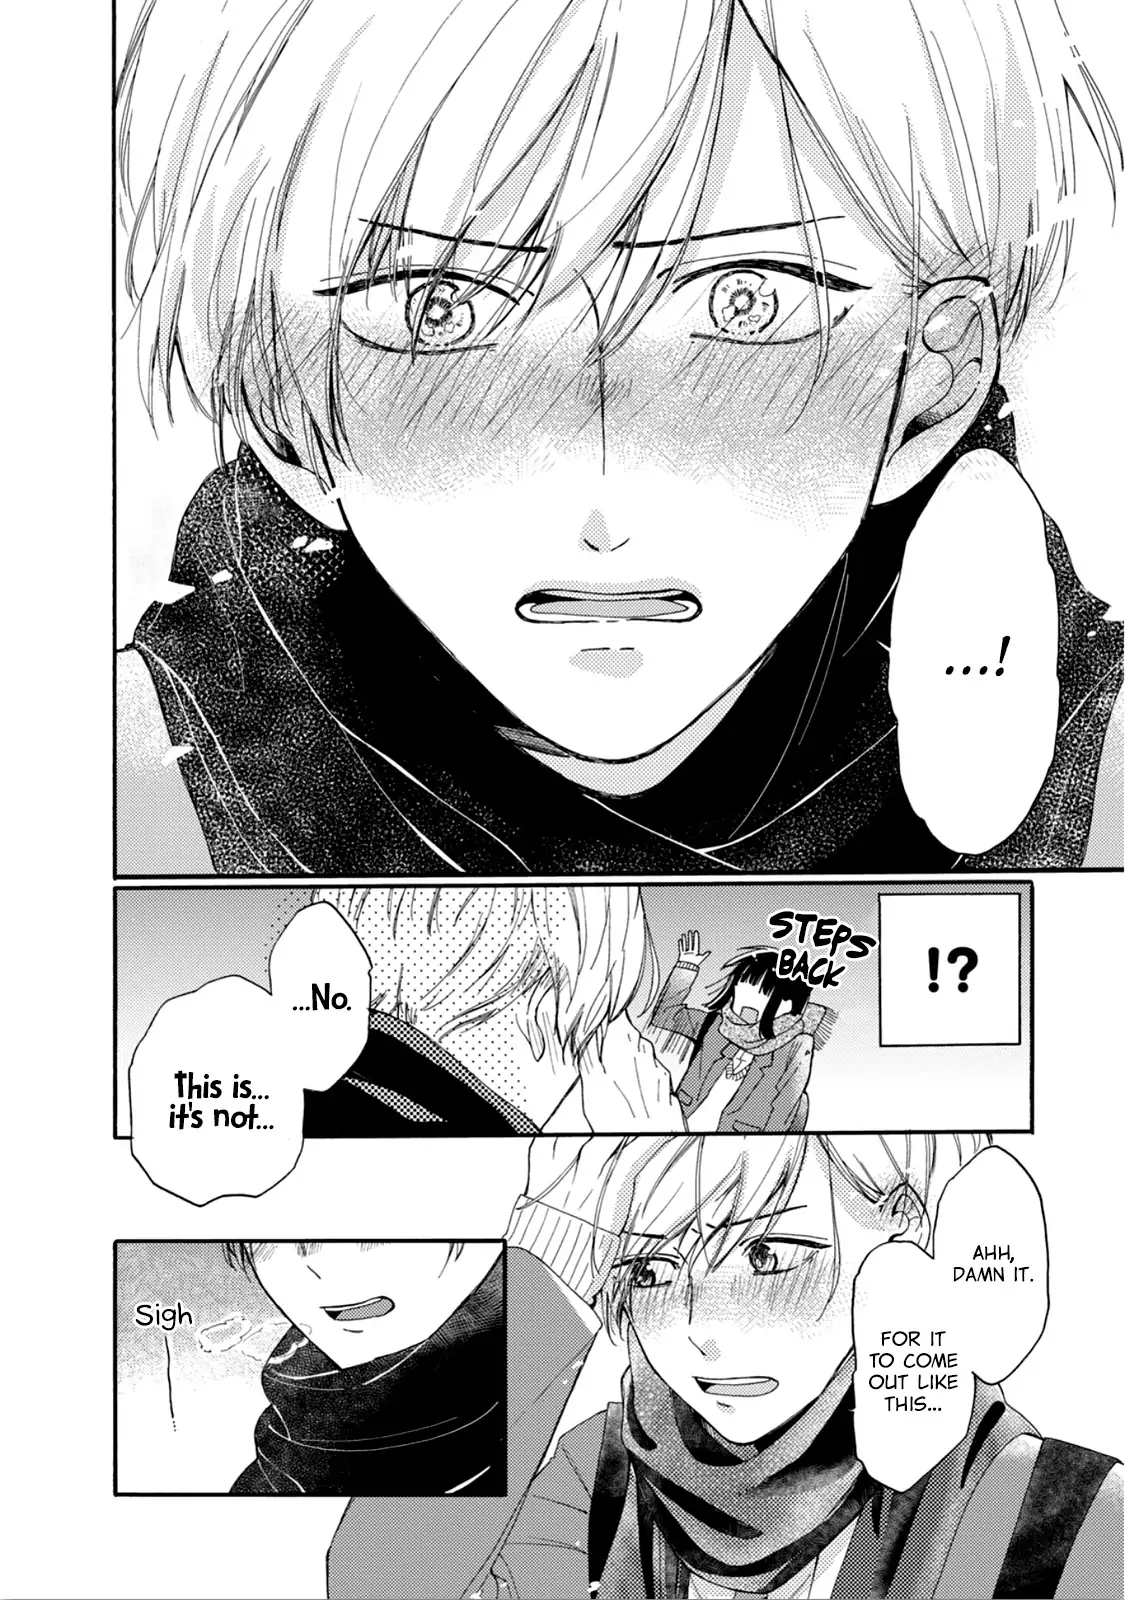 ...!
!?
STEPS
BACK
...No.
This is...
it's not...
AHH,
DAMN IT.
FOR IT
TO COME
OUT LIKE
THIS...
Sigh